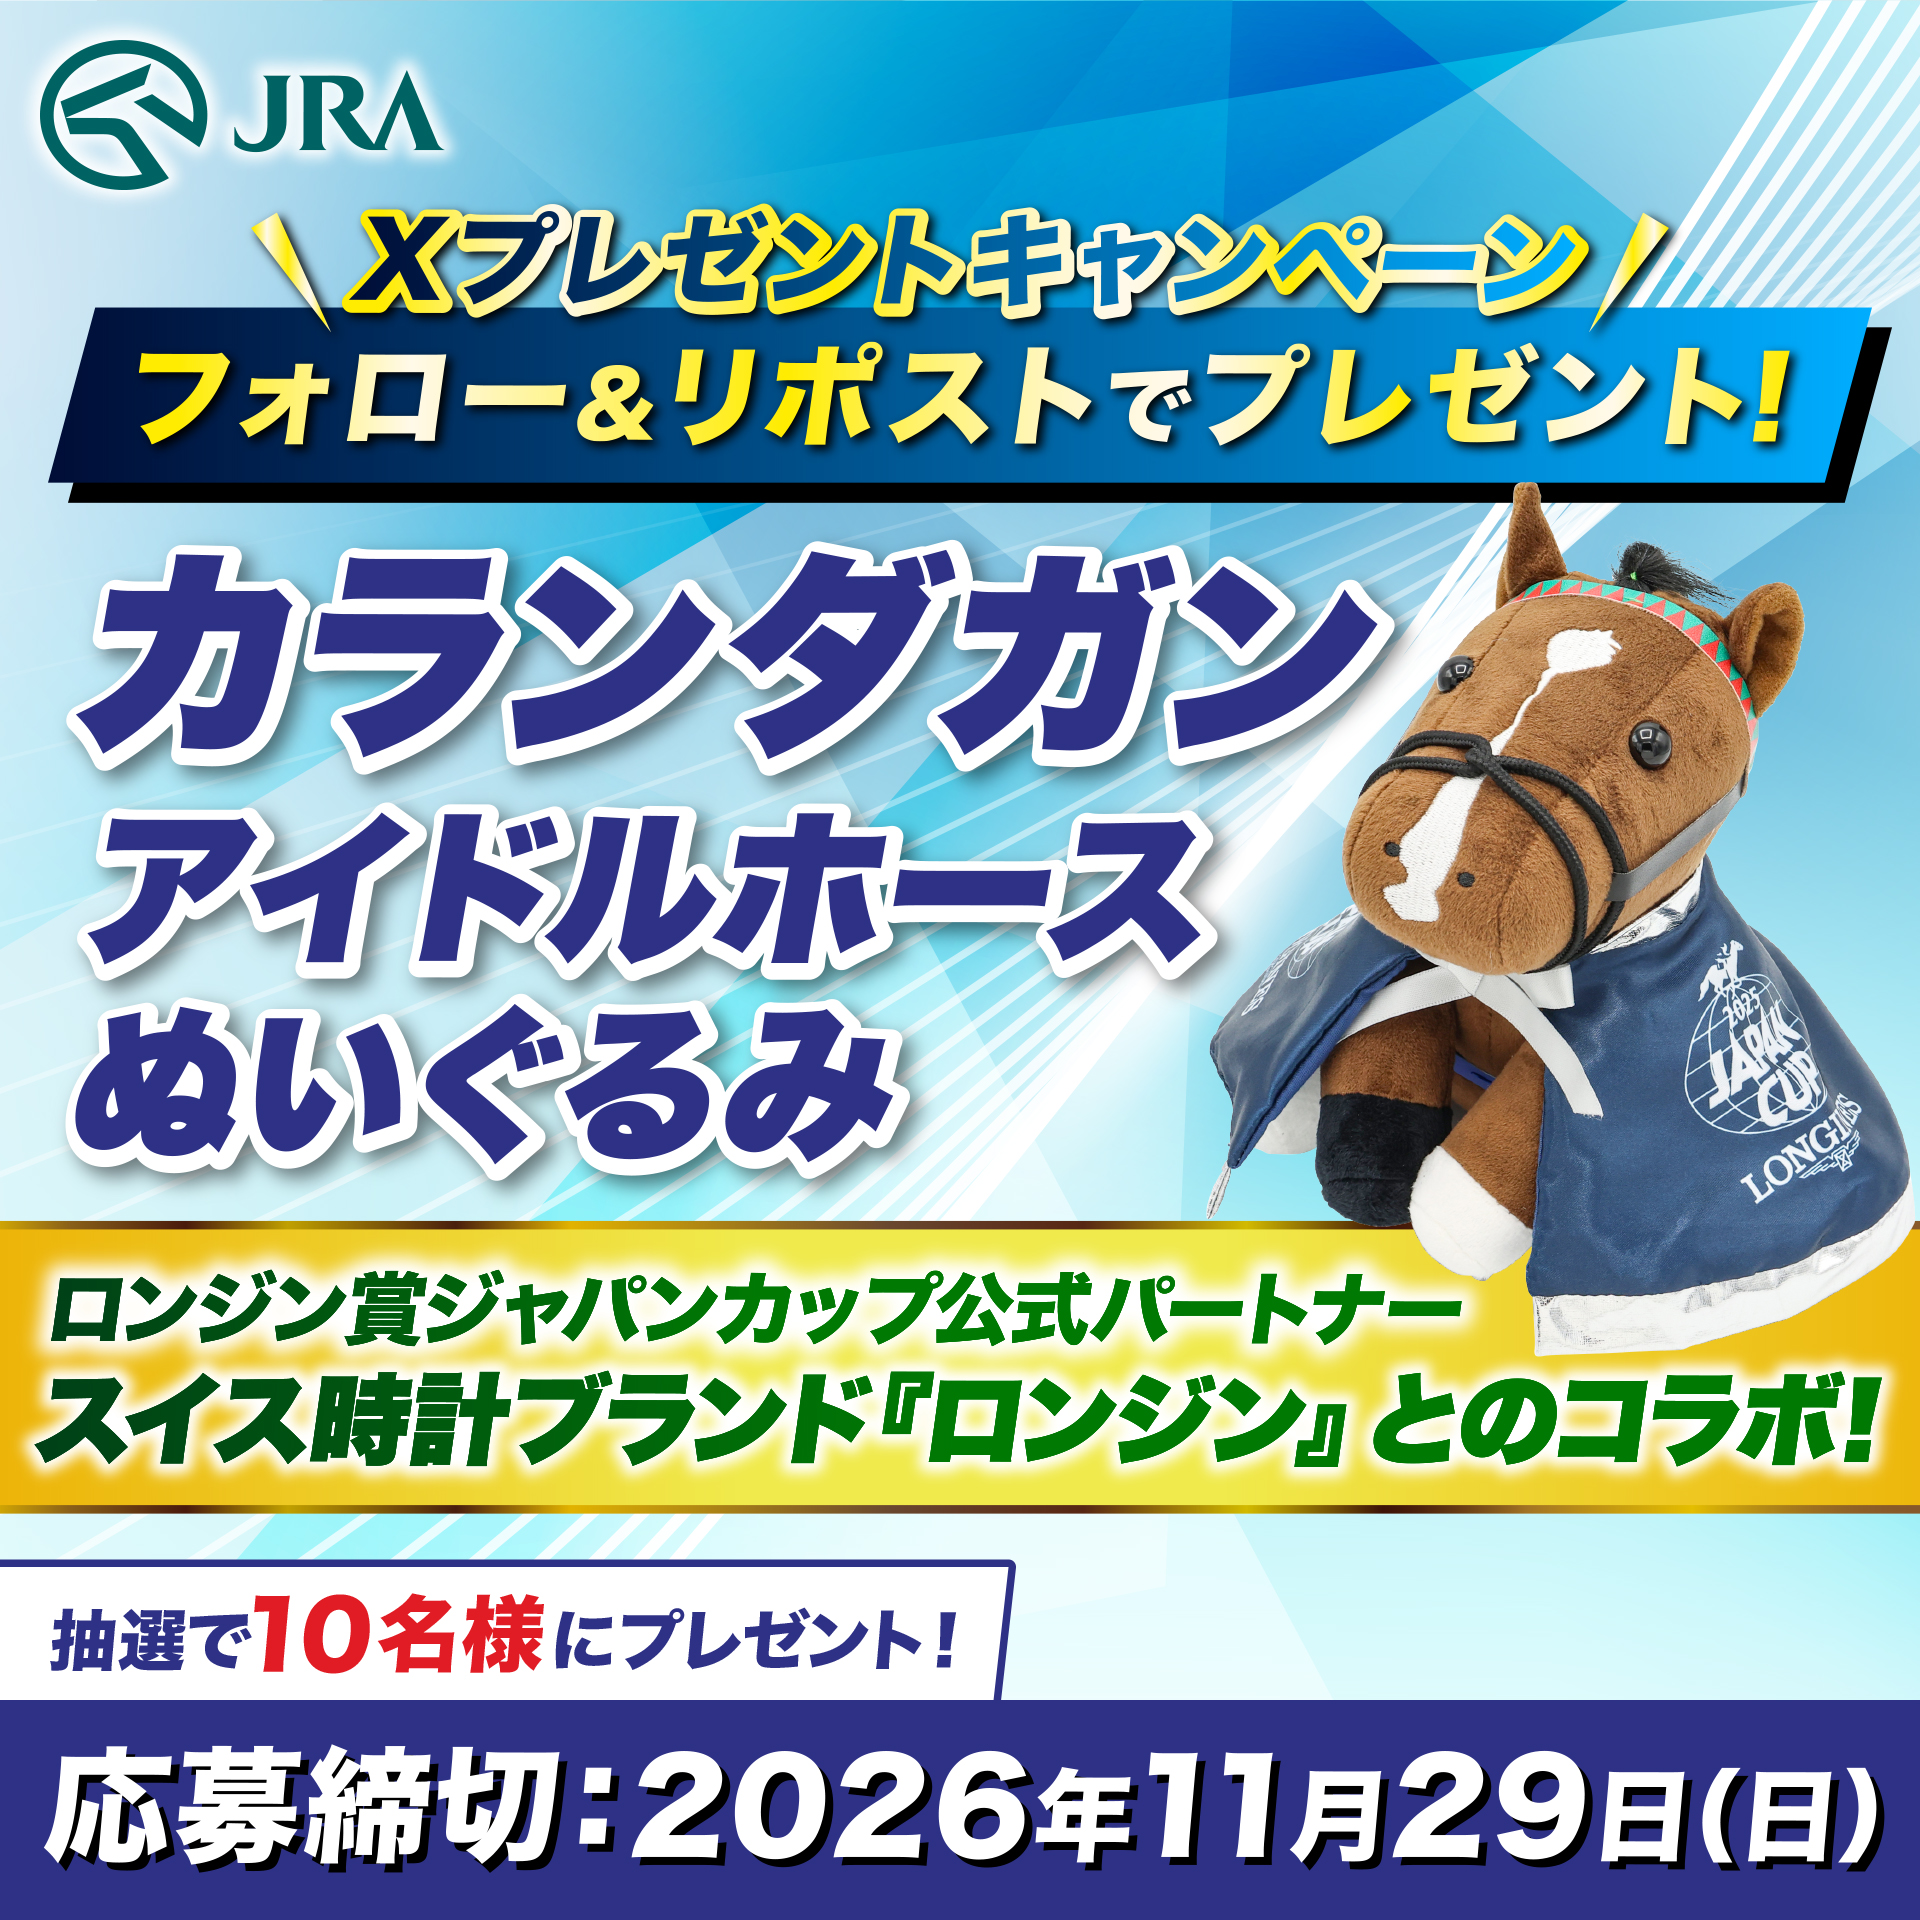 JRA
Xプレゼントキャンペーン
フォロー&リポストでプレゼント!
カランダガン
アイドルホース
ぬいぐるみ
2025
JAPAN
CUP
LONGINES
ロンジン賞ジャパンカップ公式パートナー
スイス時計ブランド『ロンジン』とのコラボ!
抽選で10名様にプレゼント!
応募締切:2026年11月29日(日)